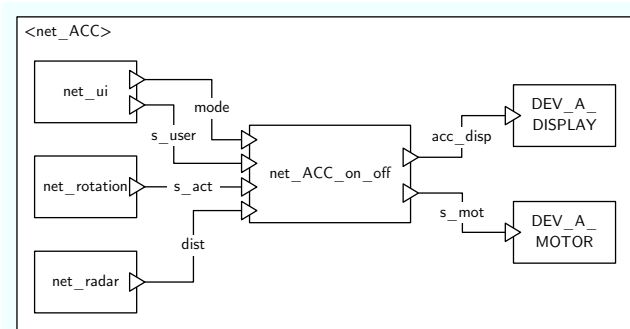 <net_ACC>
net_ui
mode
s_user
net_rotation
s_act
net_radar
dist
net_ACC_on_off
acc_disp
s_mot
DEV_A_
DISPLAY
DEV_A_
MOTOR